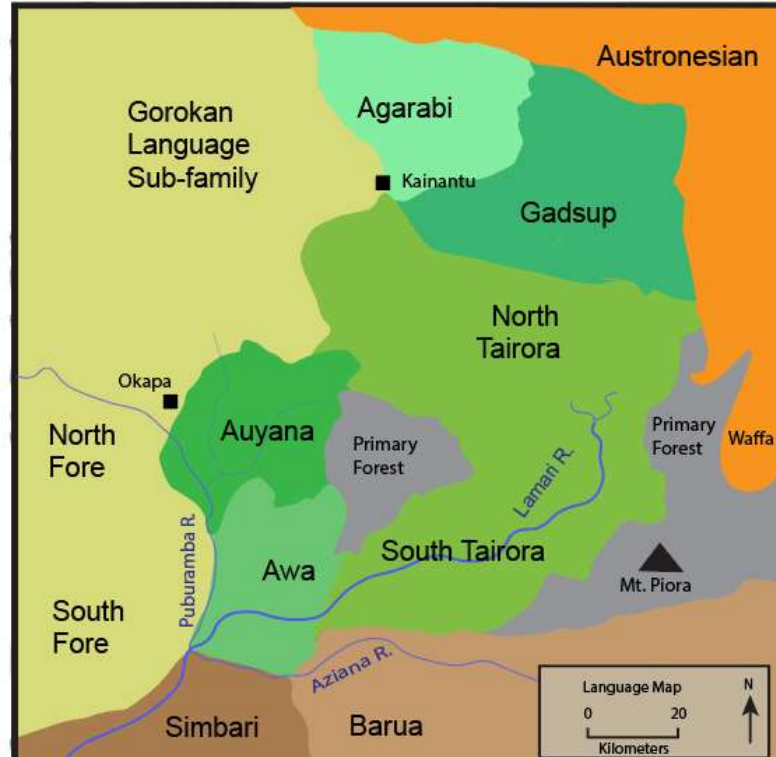 Austronesian
Agarabi
Gorokan
Language
Sub-family
Kainantu
Gadsup
North
Tairora
Okapa
North
Fore
Auyana
Primary
Forest
Primary
Forest
Waffa
Lamari R.
Puburamba R.
South Tairora
Awa
Mt. Piora
South
Fore
Aziana R.
Simbari
Barua
Language Map
N
0 20
Kilometers